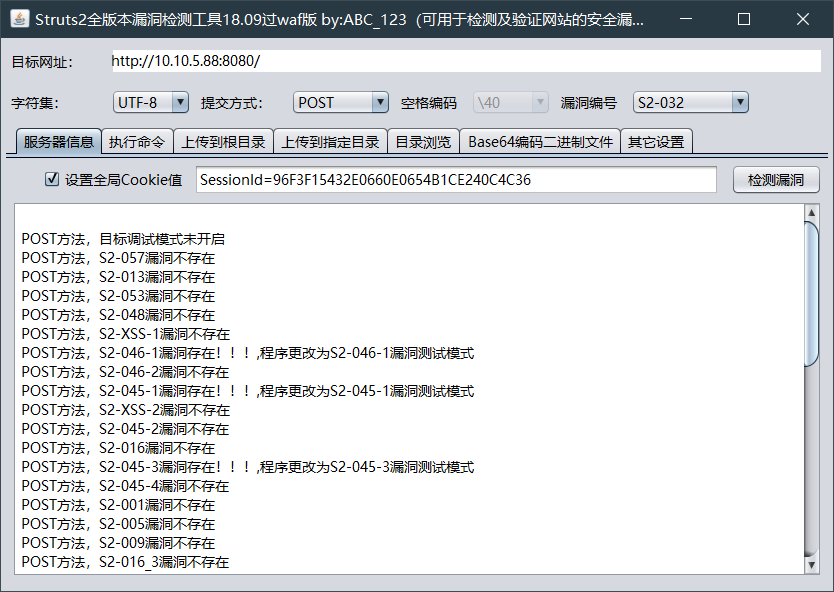 Struts2全版本漏洞检测工具18.09过waf版 by:ABC_123（可用于检测及验证网站的安全漏...
目标网址： http://10.10.5.88:8080/
字符集： UTF-8 提交方式： POST 空格编码 \40 漏洞编号 S2-032
服务器信息 执行命令 上传到根目录 上传到指定目录 目录浏览 Base64编码二进制文件 其它设置
设置全局Cookie值 SessionId=96F3F15432E0660E0654B1CE240C4C36 检测漏洞
POST方法，目标调试模式未开启
POST方法，S2-057漏洞不存在
POST方法，S2-013漏洞不存在
POST方法，S2-053漏洞不存在
POST方法，S2-048漏洞不存在
POST方法，S2-XSS-1漏洞不存在
POST方法，S2-046-1漏洞存在！！！,程序更改为S2-046-1漏洞测试模式
POST方法，S2-046-2漏洞不存在
POST方法，S2-045-1漏洞存在！！！,程序更改为S2-045-1漏洞测试模式
POST方法，S2-XSS-2漏洞不存在
POST方法，S2-045-2漏洞不存在
POST方法，S2-016漏洞不存在
POST方法，S2-045-3漏洞存在！！！,程序更改为S2-045-3漏洞测试模式
POST方法，S2-045-4漏洞不存在
POST方法，S2-001漏洞不存在
POST方法，S2-005漏洞不存在
POST方法，S2-009漏洞不存在
POST方法，S2-016_3漏洞不存在